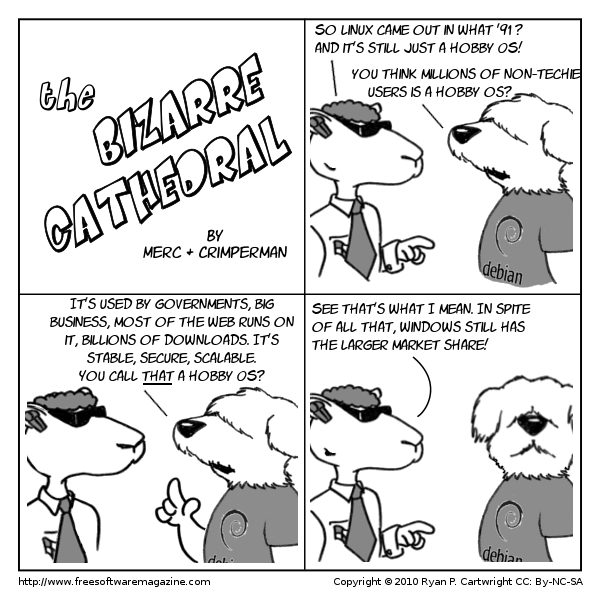 the
BIZARRE
CATHEDRAL
BY
MERC + CRIMPERMAN
SO LINUX CAME OUT IN WHAT '91?
AND IT'S STILL JUST A HOBBY OS!
YOU THINK MILLIONS OF NON-TECHIE
USERS IS A HOBBY OS?
debian
IT'S USED BY GOVERNMENTS, BIG
BUSINESS, MOST OF THE WEB RUNS ON
IT, BILLIONS OF DOWNLOADS. IT'S
STABLE, SECURE, SCALABLE.
YOU CALL THAT A HOBBY OS?
debian
SEE THAT'S WHAT I MEAN. IN SPITE
OF ALL THAT, WINDOWS STILL HAS
THE LARGER MARKET SHARE!
debian
http://www.freesoftwaremagazine.com
Copyright © 2010 Ryan P. Cartwright CC: By-NC-SA